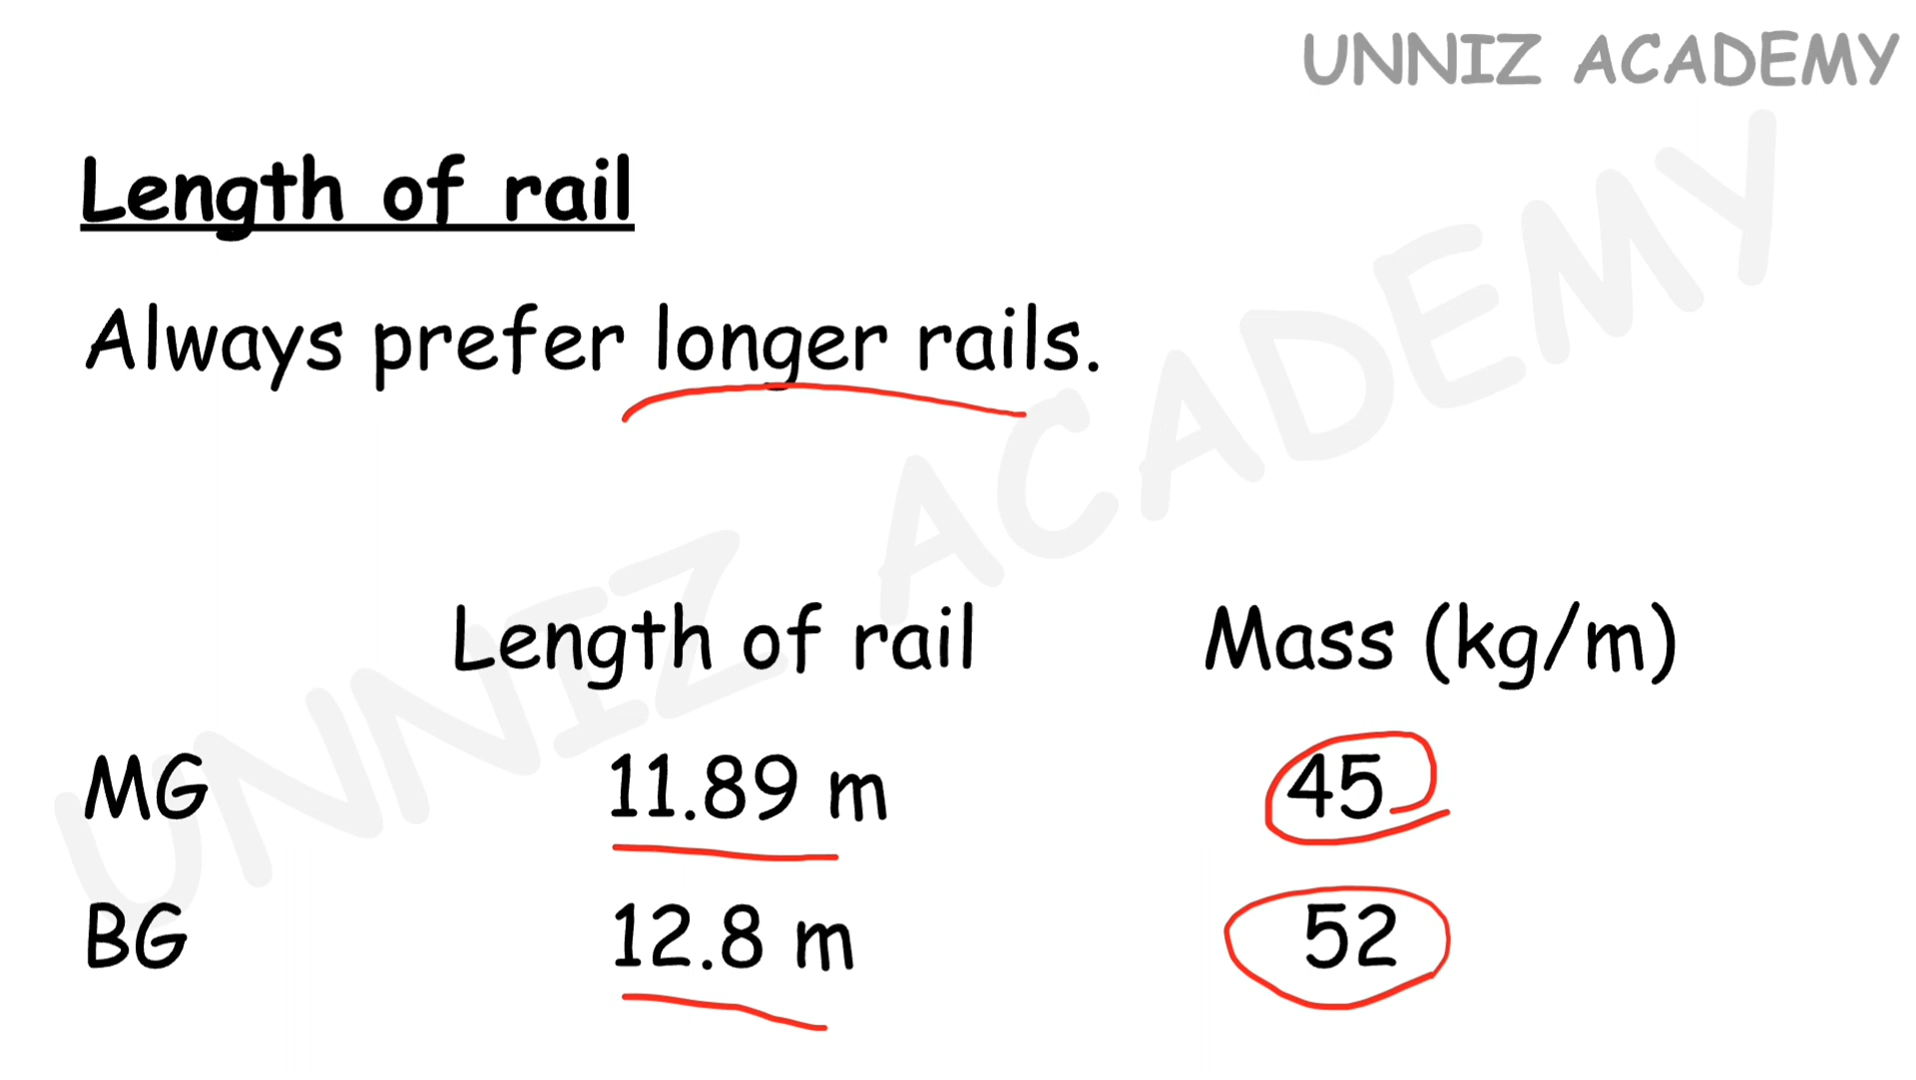 UNNIZ ACADEMY
Length of rail
Always prefer longer rails.
UNNIZ ACADEMY
Length of rail Mass (kg/m)
MG 11.89 m 45
BG 12.8 m 52